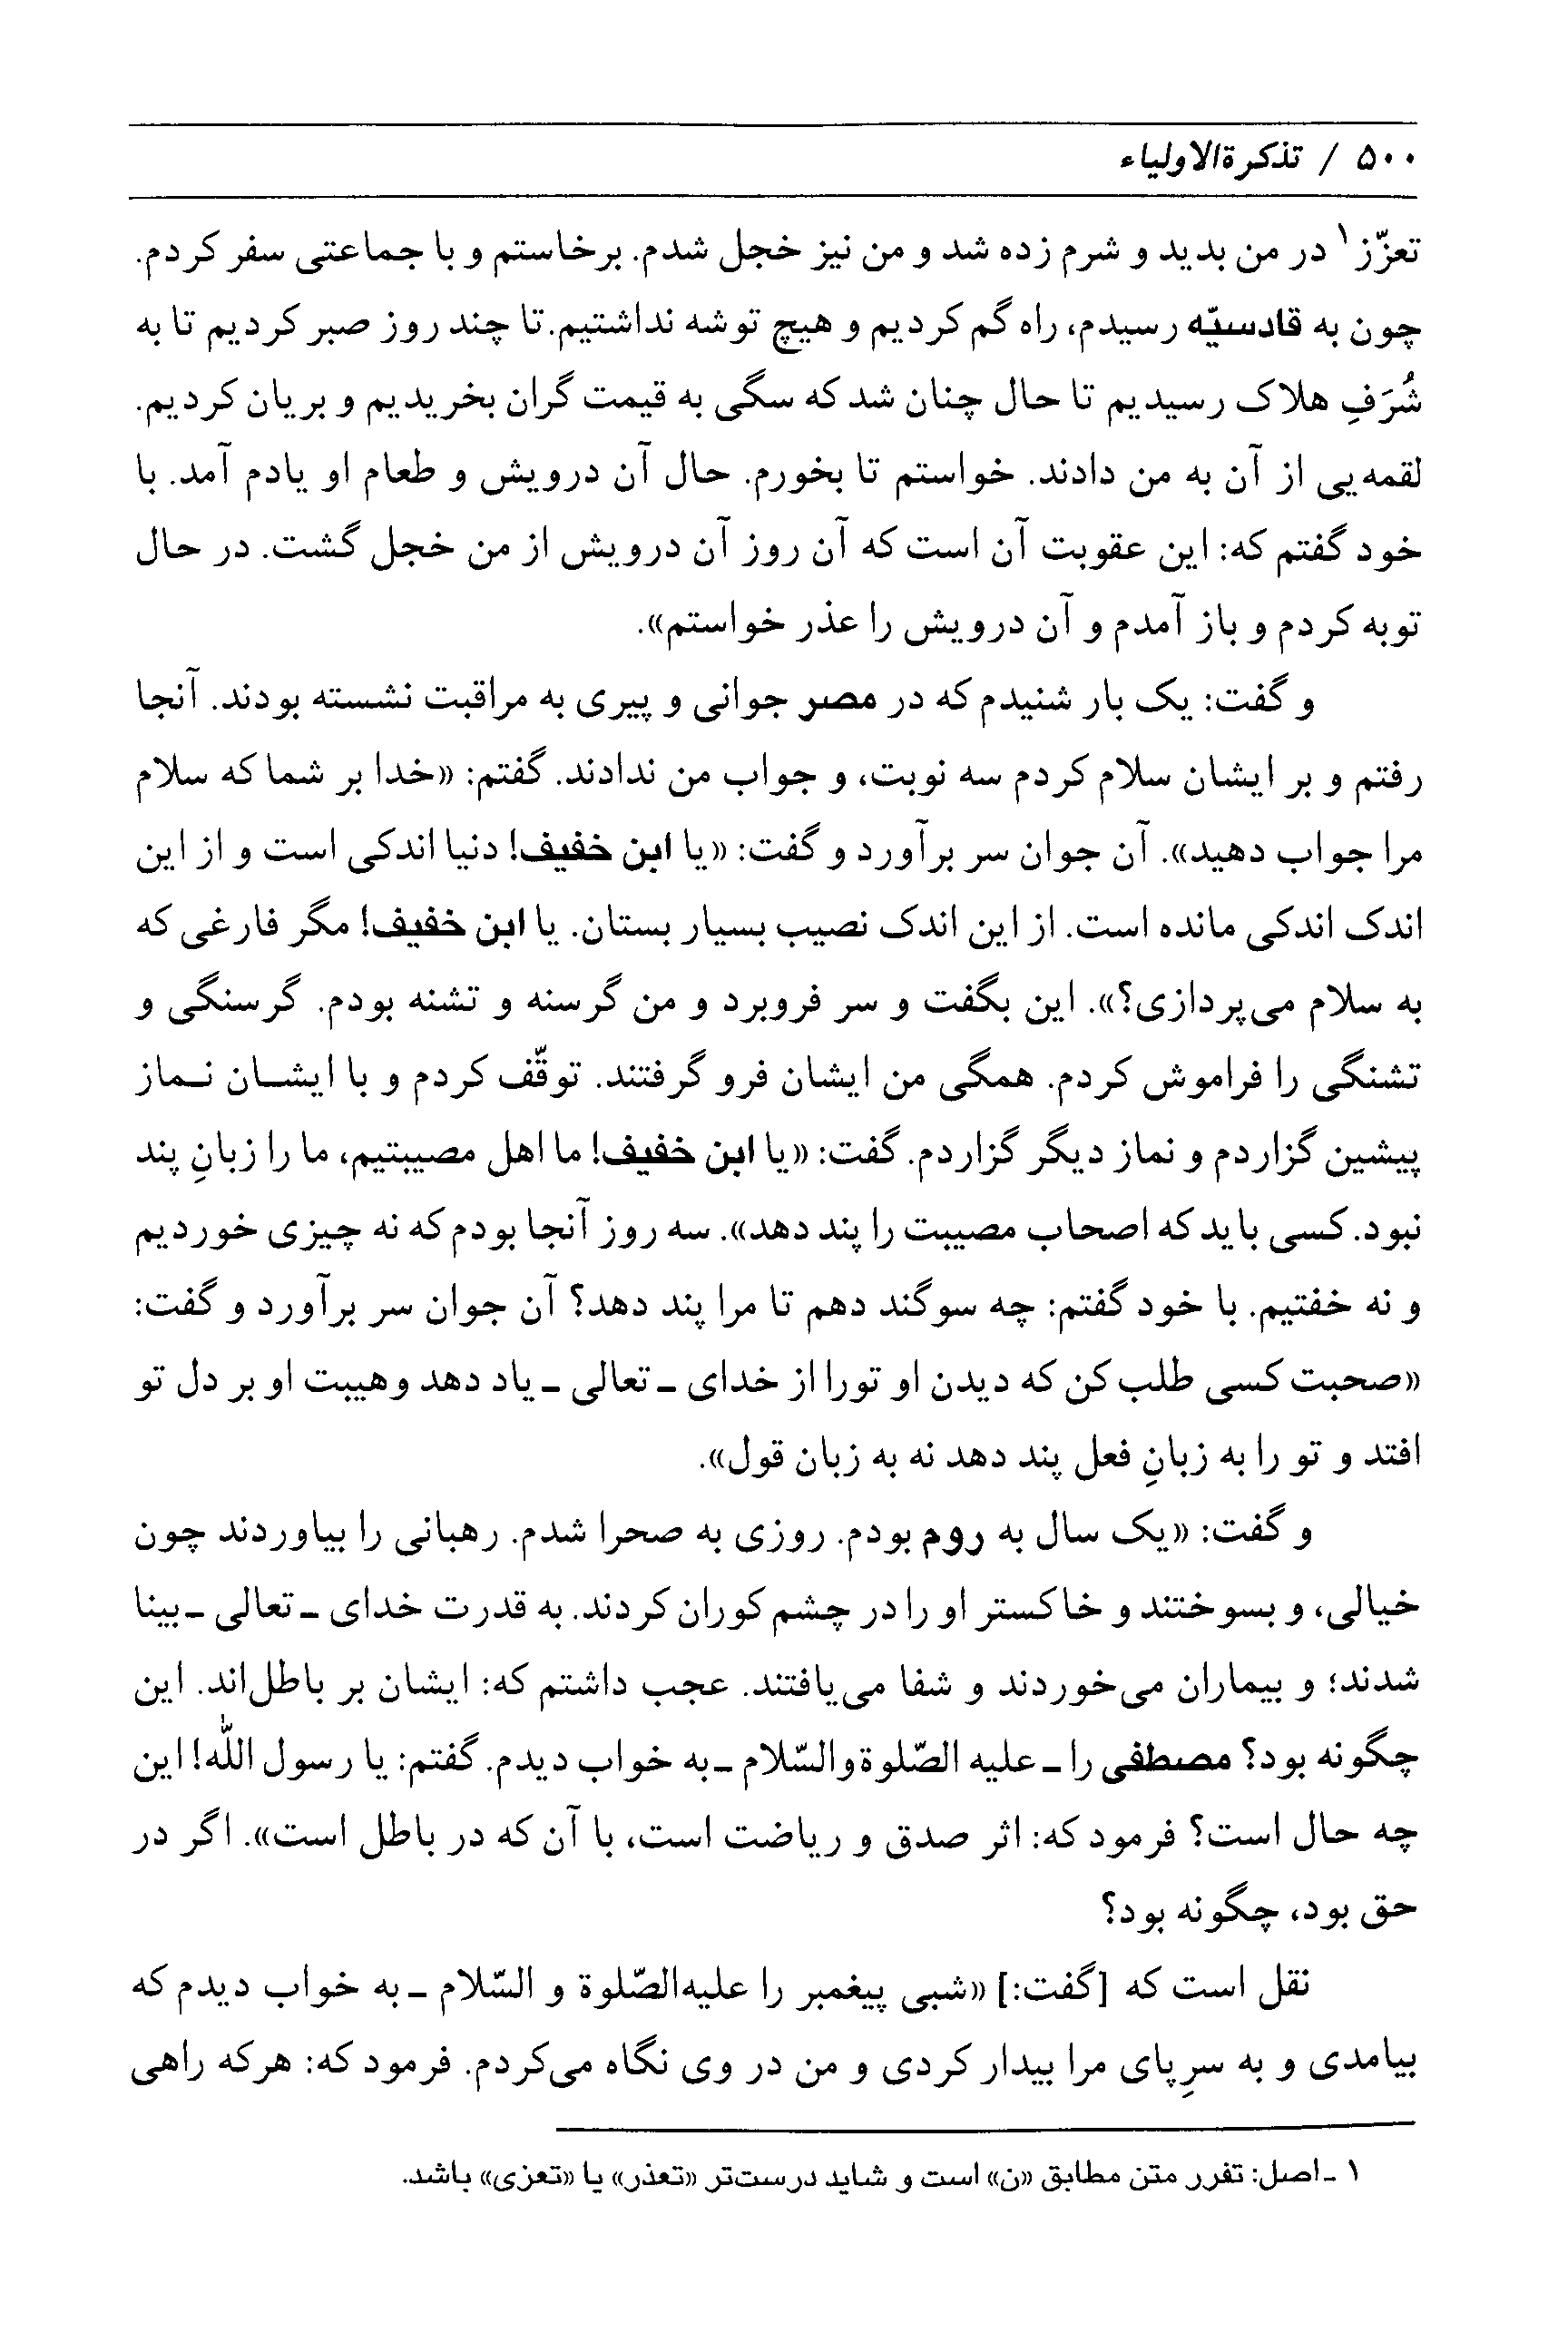 ۵۰۰ / تذکرةالاولیاء
تعزّز۱ در من بدید و شرم زده شد و من نیز خجل شدم. برخاستم و با جماعتی سفر کردم.
چون به قادسیّه رسیدم، راه گم کردیم و هیچ توشه نداشتیم. تا چند روز صبر کردیم تا به
شُرَفِ هلاک رسیدیم تا حال چنان شد که سگی به قیمت گران بخریدیم و بریان کردیم.
لقمه‌یی از آن به من دادند. خواستم تا بخورم. حال آن درویش و طعام او یادم آمد. با
خود گفتم که: این عقوبت آن است که آن روز آن درویش از من خجل گشت. در حال
توبه کردم و باز آمدم و آن درویش را عذر خواستم».
و گفت: یک بار شنیدم که در مصر جوانی و پیری به مراقبت نشسته بودند. آنجا
رفتم و بر ایشان سلام کردم سه نوبت، و جواب من ندادند. گفتم: «خدا بر شما که سلام
مرا جواب دهید». آن جوان سر برآورد و گفت: «یا ابن خفیف! دنیا اندکی است و از این
اندک اندکی مانده است. از این اندک نصیب بسیار بستان. یا ابن خفیف! مگر فارغی که
به سلام می‌پردازی؟». این بگفت و سر فروبرد و من گرسنه و تشنه بودم. گرسنگی و
تشنگی را فراموش کردم. همگی من ایشان فرو گرفتند. توقّف کردم و با ایشان نماز
پیشین گزاردم و نماز دیگر گزاردم. گفت: «یا ابن خفیف! ما اهل مصیبتیم، ما را زبانِ پند
نبود. کسی باید که اصحاب مصیبت را پند دهد». سه روز آنجا بودم که نه چیزی خوردیم
و نه خفتیم. با خود گفتم: چه سوگند دهم تا مرا پند دهد؟ آن جوان سر برآورد و گفت:
«صحبت کسی طلب کن که دیدن او تورا از خدای ـ تعالی ـ یاد دهد وهیبت او بر دل تو
افتد و تو را به زبانِ فعل پند دهد نه به زبان قول».
و گفت: «یک سال به روم بودم. روزی به صحرا شدم. رهبانی را بیاوردند چون
خیالی، و بسوختند و خاکستر او را در چشم کوران کردند. به قدرت خدای ـ تعالی ـ بینا
شدند؛ و بیماران می‌خوردند و شفا می‌یافتند. عجب داشتم که: ایشان بر باطل‌اند. این
چگونه بود؟ مصطفی را ـ علیه الصّلوة‌والسّلام ـ به خواب دیدم. گفتم: یا رسول اللّه! این
چه حال است؟ فرمود که: اثر صدق و ریاضت است، با آن که در باطل است». اگر در
حق بود، چگونه بود؟
نقل است که [گفت:] «شبی پیغمبر را علیه‌الصّلوة و السّلام ـ به خواب دیدم که
بیامدی و به سرِپای مرا بیدار کردی و من در وی نگاه می‌کردم. فرمود که: هرکه راهی
۱ ـ اصل: تفرر متن مطابق «ن» است و شاید درست‌تر «تعذر» یا «تعزی» باشد.